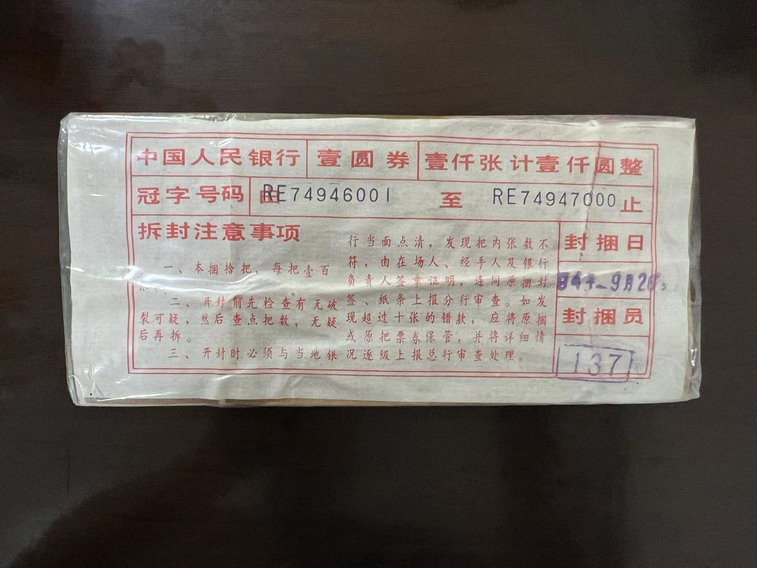 中国人民银行 壹圆券 壹仟张计壹仟圆整
冠字号码 由 RE74946001 至 RE74947000 止
拆封注意事项
一、本捆拾把，每把壹百
二、开封前先检查有无破
裂可疑，然后查点把数，无疑
后再拆。
三、开封时必须与当地银
行当面点清，发现把内张数不
符，由在场人、经手人及银行
负责人签章证明，连同原捆封
签、纸条上报分行审查。如发
现超过十张的错款，应将原捆
或原把票券保管，并将详细情
况逐级上报总行审查处理。
封捆日
封捆员
137